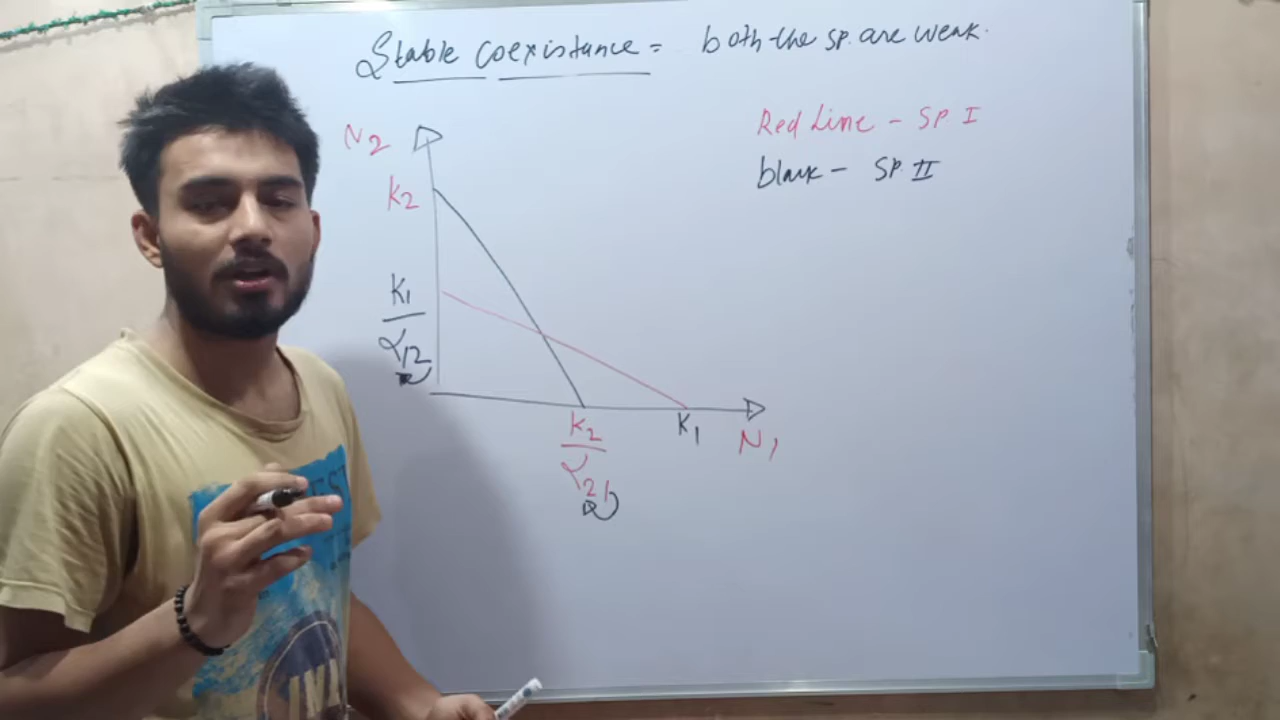 Stable Coexistance = both the sp. are weak.
Red Line - SP. I
black - SP. II
N2
K2
K1
α12
K2
α21
K1
N1